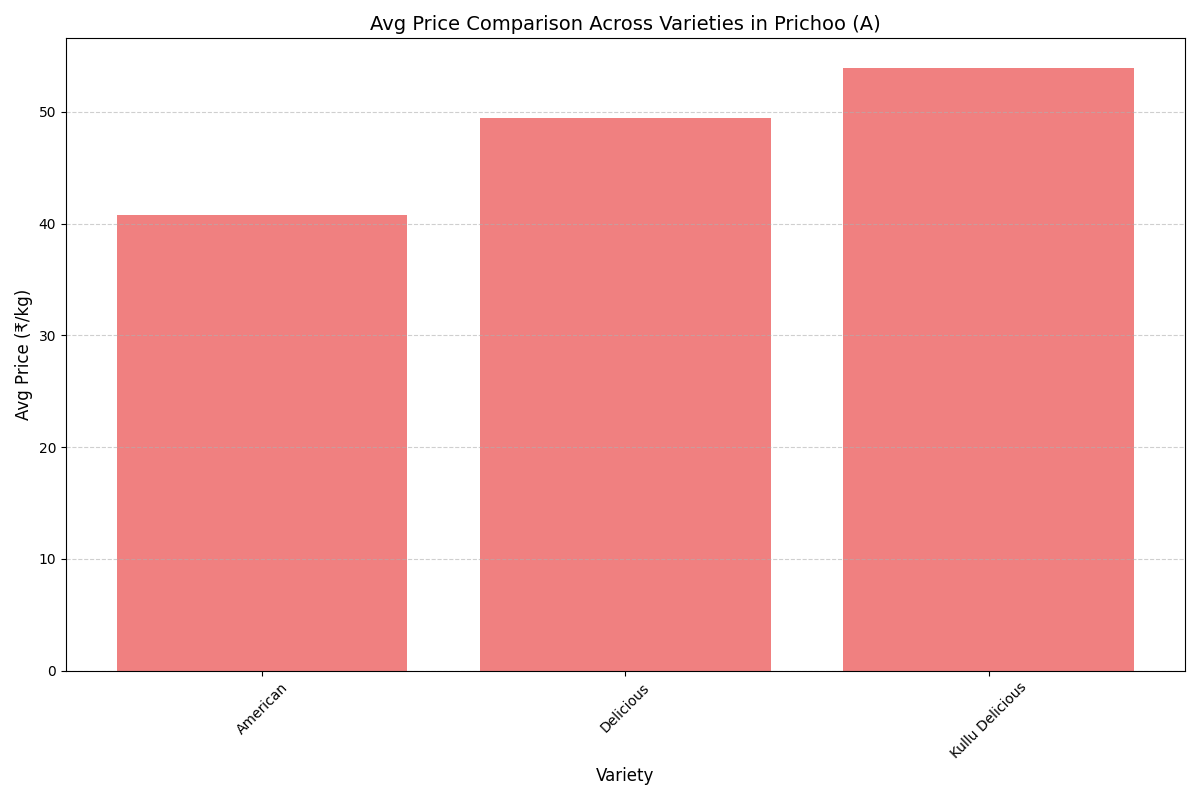 Avg Price Comparison Across Varieties in Prichoo (A)
Avg Price (₹/kg)
50
40
30
20
10
0
American
Delicious
Kullu Delicious
Variety